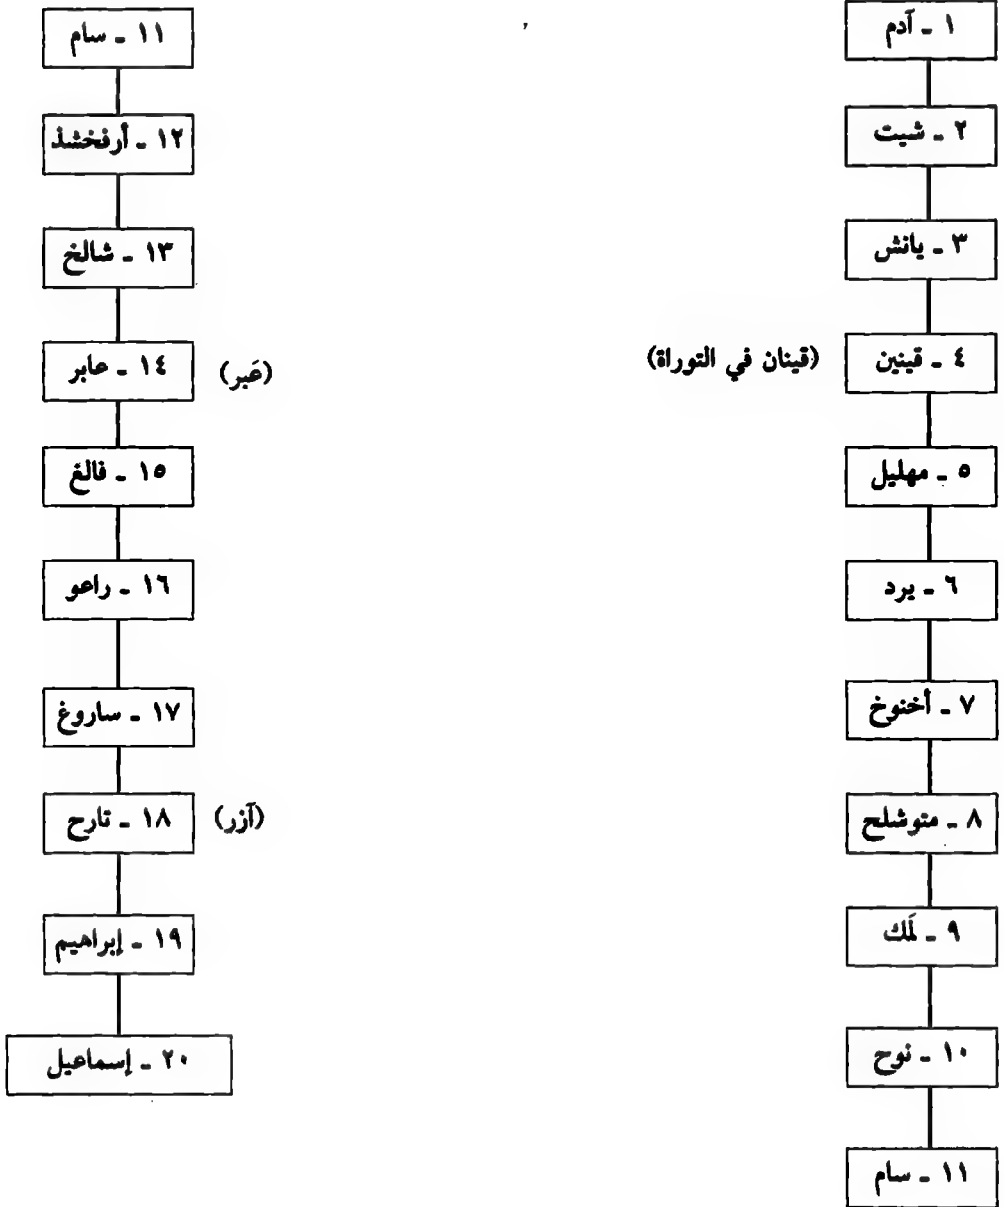 ١ ـ آدم
٢ ـ شيت
٣ ـ يانش
٤ ـ قينين (قينان في التوراة)
٥ ـ مهليل
٦ ـ يرد
٧ ـ أخنوخ
٨ ـ متوشلح
٩ ـ لَمك
١٠ ـ نوح
١١ ـ سام
١١ ـ سام
١٢ ـ أرفخشذ
١٣ ـ شالخ
١٤ ـ عابر (عَبر)
١٥ ـ فالغ
١٦ ـ راعو
١٧ ـ ساروغ
١٨ ـ تارح (آزر)
١٩ ـ إبراهيم
٢٠ ـ إسماعيل